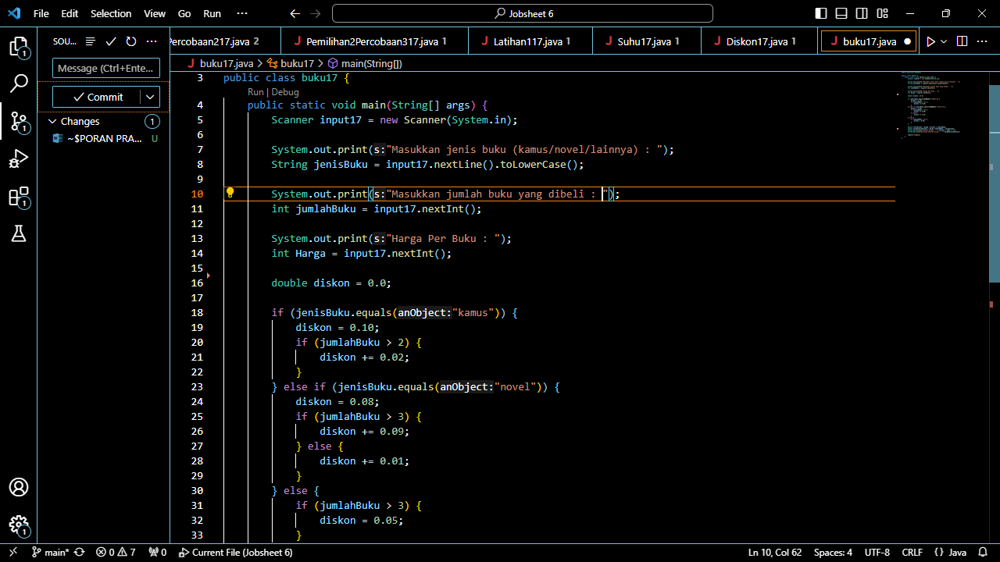 File Edit Selection View Go Run ··· Jobsheet 6
SOU... Percobaan217.java 2 Pemilihan2Percobaan317.java 1 Latihan117.java 1 Suhu17.java 1 Diskon17.java 1 buku17.java
buku17.java > buku17 > main(String[])
Message (Ctrl+Ente...
Commit
Changes 1
~$PORAN PRA... U
3 public class buku17 {
Run | Debug
4 public static void main(String[] args) {
5 Scanner input17 = new Scanner(System.in);
6
7 System.out.print(s:"Masukkan jenis buku (kamus/novel/lainnya) : ");
8 String jenisBuku = input17.nextLine().toLowerCase();
9
10 System.out.print(s:"Masukkan jumlah buku yang dibeli : ");
11 int jumlahBuku = input17.nextInt();
12
13 System.out.print(s:"Harga Per Buku : ");
14 int Harga = input17.nextInt();
15
16 double diskon = 0.0;
17
18 if (jenisBuku.equals(anObject:"kamus")) {
19 diskon = 0.10;
20 if (jumlahBuku > 2) {
21 diskon += 0.02;
22 }
23 } else if (jenisBuku.equals(anObject:"novel")) {
24 diskon = 0.08;
25 if (jumlahBuku > 3) {
26 diskon += 0.09;
27 } else {
28 diskon += 0.01;
29 }
30 } else {
31 if (jumlahBuku > 3) {
32 diskon = 0.05;
33 }
1
1
1
1
main* 0 7 0 Current File (Jobsheet 6) Ln 10, Col 62 Spaces: 4 UTF-8 CRLF {} Java